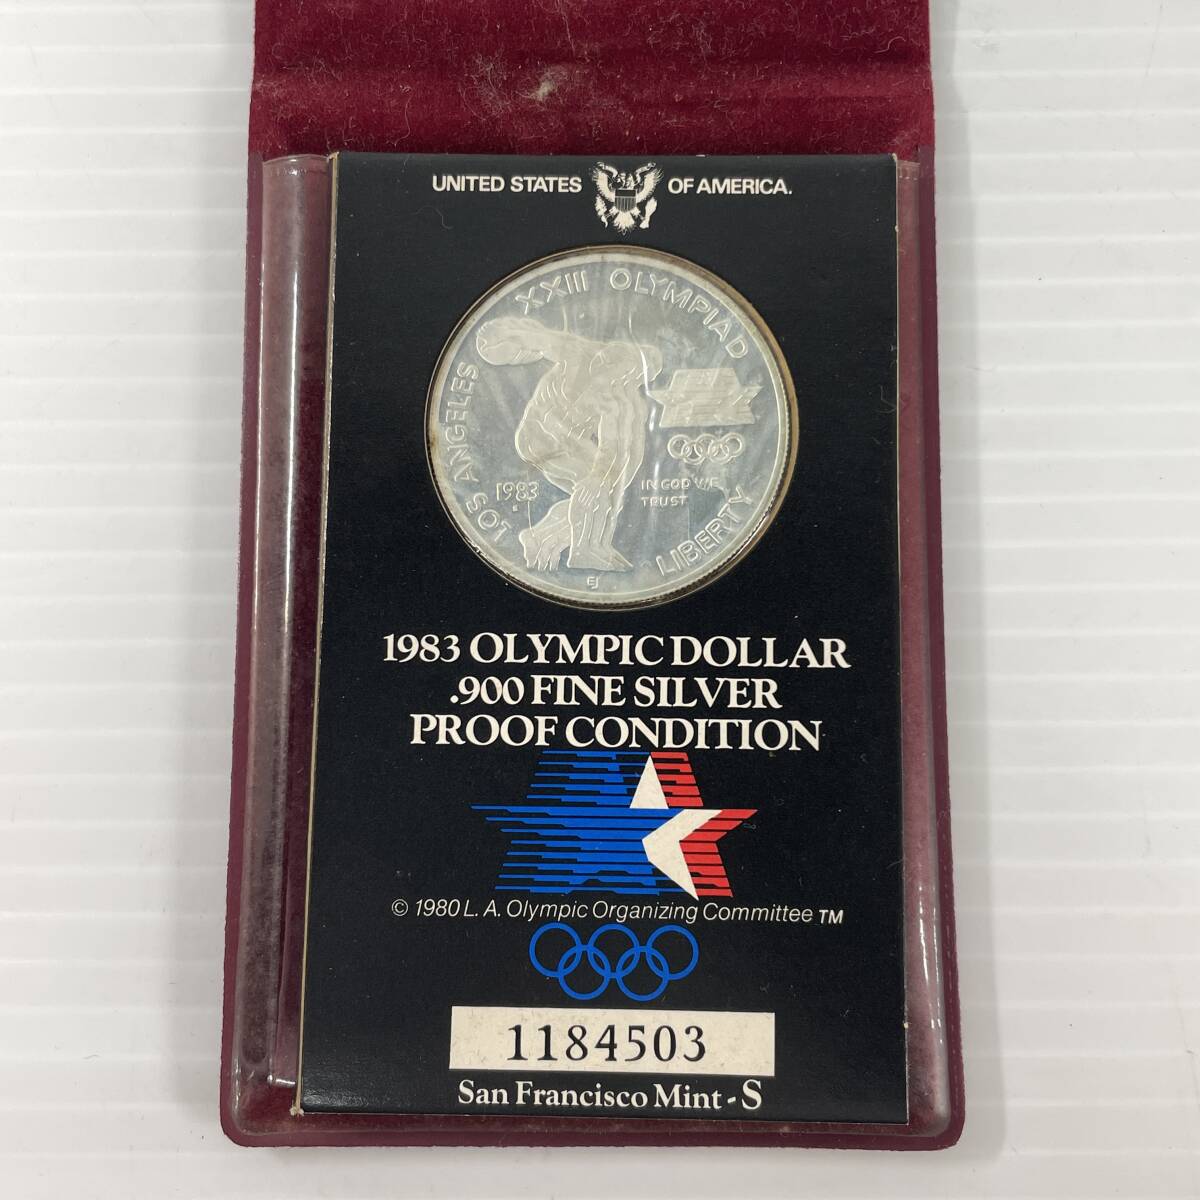 UNITED STATES OF AMERICA.
XXIII OLYMPIAD
LOS ANGELES
1983
S
IN GOD WE
TRUST
LIBERTY
EJ
1983 OLYMPIC DOLLAR
.900 FINE SILVER
PROOF CONDITION
© 1980 L. A. Olympic Organizing Committee TM
1184503
San Francisco Mint - S